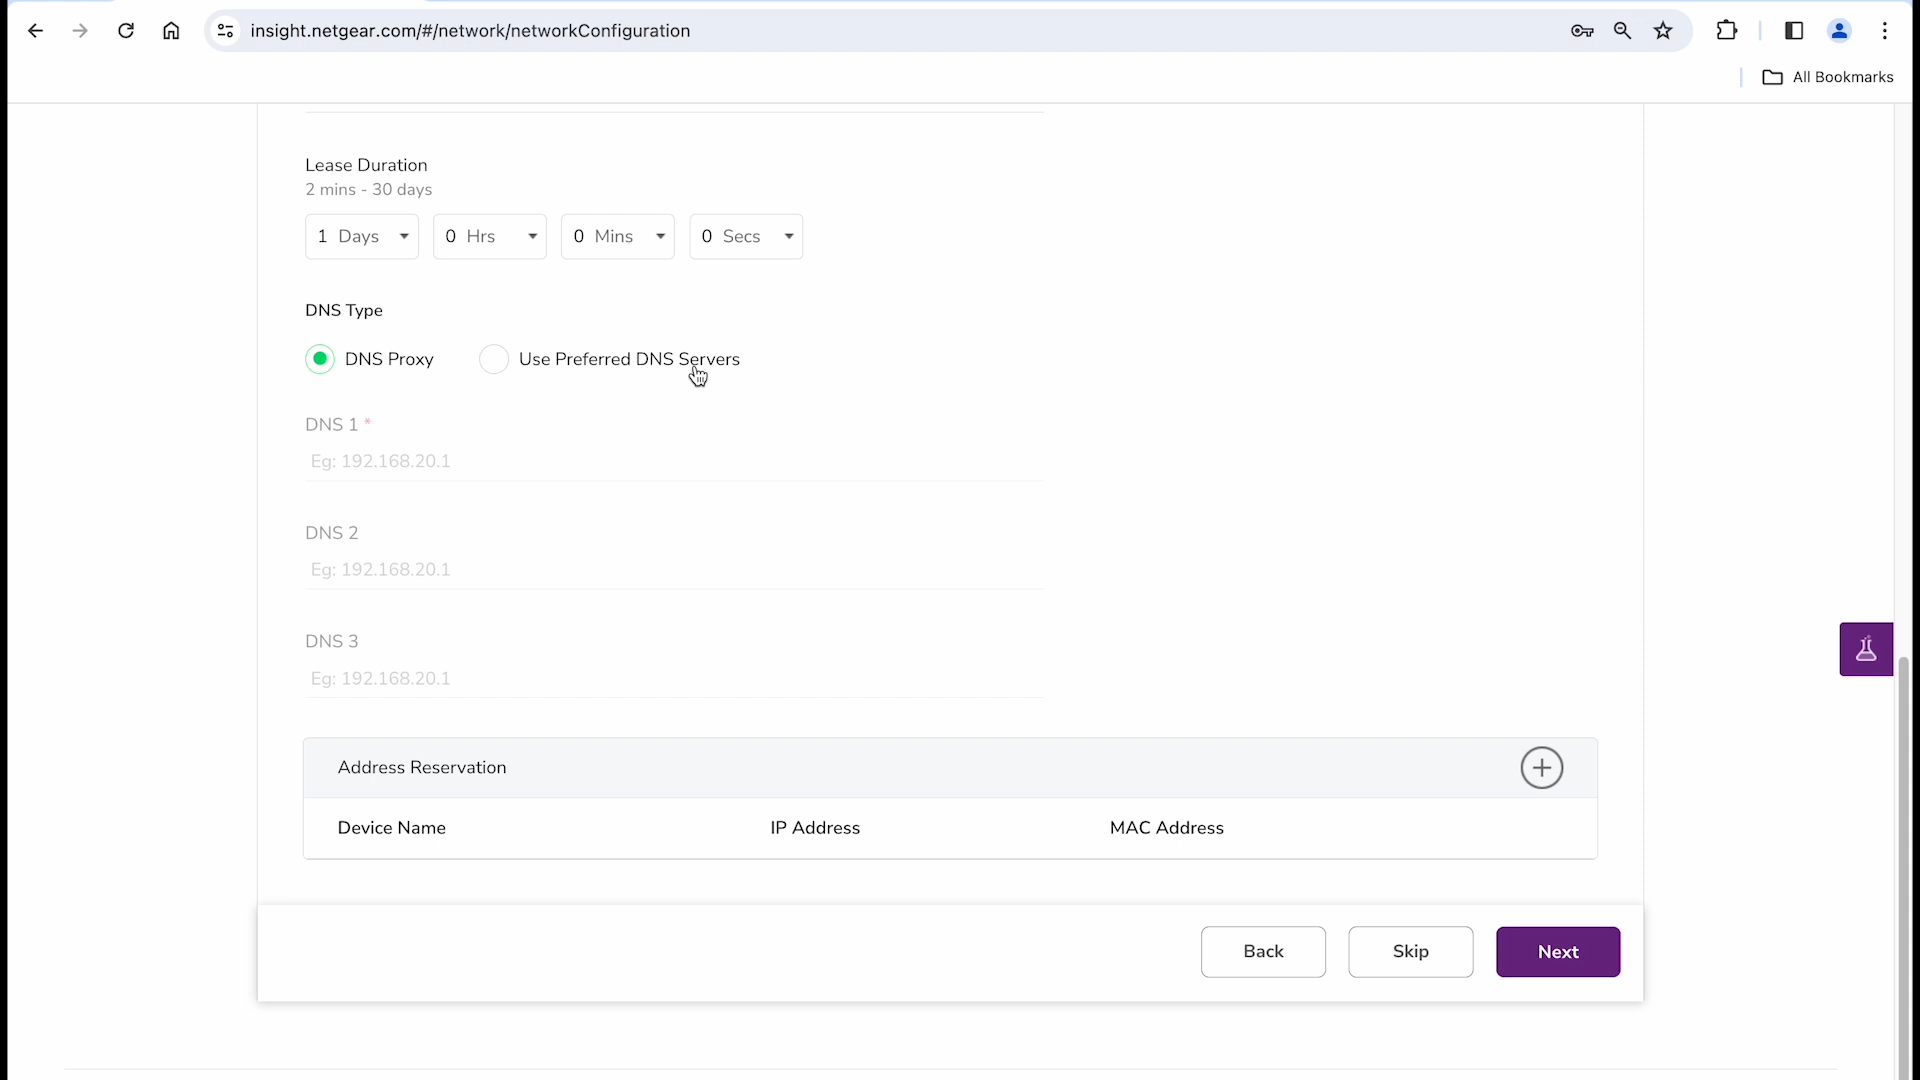 insight.netgear.com/#/network/networkConfiguration
All Bookmarks
Lease Duration
2 mins - 30 days
1 Days 0 Hrs 0 Mins 0 Secs
DNS Type
DNS Proxy Use Preferred DNS Servers
DNS 1 *
Eg: 192.168.20.1
DNS 2
Eg: 192.168.20.1
DNS 3
Eg: 192.168.20.1
Address Reservation
Device Name IP Address MAC Address
Back Skip Next